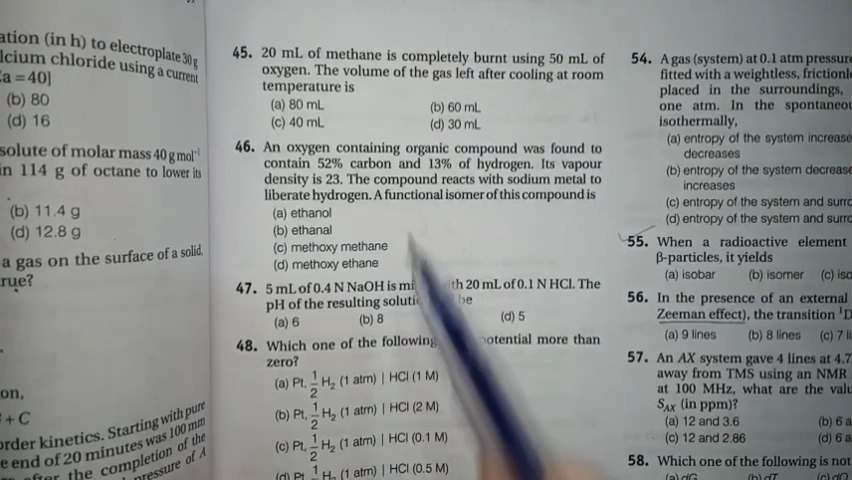 ation (in h) to electroplate 30 g
lcium chloride using a current
a = 40]
(b) 80
(d) 16
solute of molar mass 40 g mol⁻¹
in 114 g of octane to lower its
(b) 11.4 g
(d) 12.8 g
a gas on the surface of a solid.
rue?
on,
+ C
order kinetics. Starting with pure
e end of 20 minutes was 100 mm
after the completion of the
pressure of A
45. 20 mL of methane is completely burnt using 50 mL of
oxygen. The volume of the gas left after cooling at room
temperature is
(a) 80 mL (b) 60 mL
(c) 40 mL (d) 30 mL
46. An oxygen containing organic compound was found to
contain 52% carbon and 13% of hydrogen. Its vapour
density is 23. The compound reacts with sodium metal to
liberate hydrogen. A functional isomer of this compound is
(a) ethanol
(b) ethanal
(c) methoxy methane
(d) methoxy ethane
47. 5 mL of 0.4 N NaOH is mi th 20 mL of 0.1 N HCl. The
pH of the resulting soluti be
(a) 6 (b) 8 (d) 5
48. Which one of the following otential more than
zero?
(a) Pt, 1/2 H₂ (1 atm) | HCl (1 M)
(b) Pt, 1/2 H₂ (1 atm) | HCl (2 M)
(c) Pt, 1/2 H₂ (1 atm) | HCl (0.1 M)
(d) Pt, 1/2 H₂ (1 atm) | HCl (0.5 M)
54. A gas (system) at 0.1 atm pressure
fitted with a weightless, frictionle
placed in the surroundings,
one atm. In the spontaneou
isothermally,
(a) entropy of the system increase
decreases
(b) entropy of the system decrease
increases
(c) entropy of the system and surro
(d) entropy of the system and surro
55. When a radioactive element
β-particles, it yields
(a) isobar (b) isomer (c) iso
56. In the presence of an external
Zeeman effect), the transition ¹D
(a) 9 lines (b) 8 lines (c) 7 li
57. An AX system gave 4 lines at 4.7
away from TMS using an NMR
at 100 MHz, what are the valu
S_AX (in ppm)?
(a) 12 and 3.6 (b) 6 a
(c) 12 and 2.86 (d) 6 a
58. Which one of the following is not
(a) dG (b) dT (c) dQ